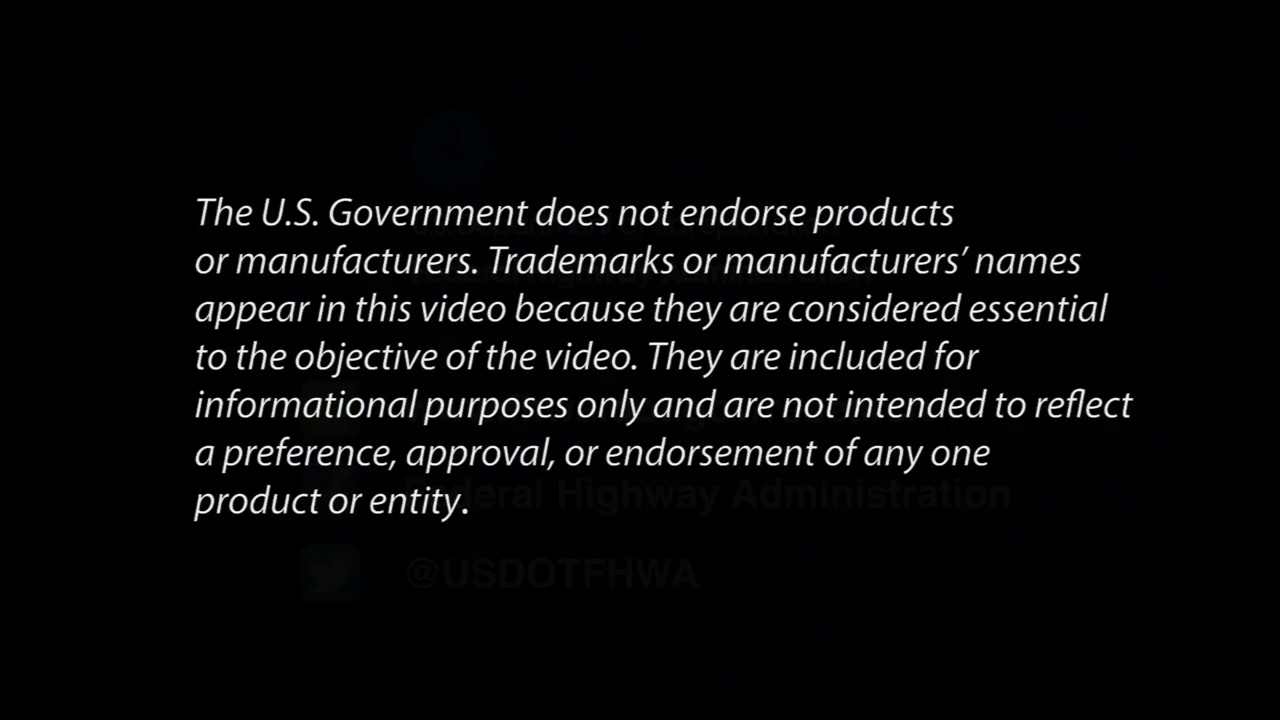 The U.S. Government does not endorse products
or manufacturers. Trademarks or manufacturers’ names
appear in this video because they are considered essential
to the objective of the video. They are included for
informational purposes only and are not intended to reflect
a preference, approval, or endorsement of any one
product or entity.
Federal Highway Administration
@USDOTFHWA